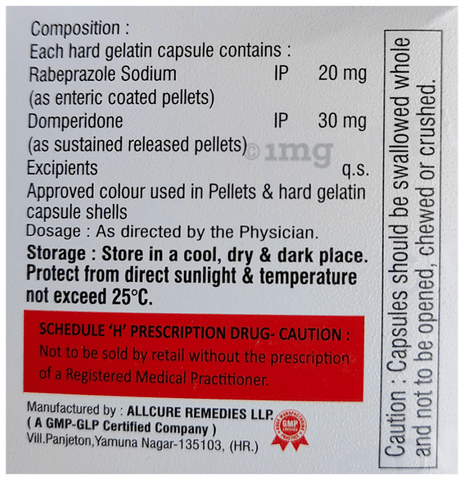 Composition :
Each hard gelatin capsule contains :
Rabeprazole Sodium IP 20 mg
(as enteric coated pellets)
Domperidone IP 30 mg
(as sustained released pellets)
1mg
Excipients q.s.
Approved colour used in Pellets & hard gelatin
capsule shells
Dosage : As directed by the Physician.
Storage : Store in a cool, dry & dark place.
Protect from direct sunlight & temperature
not exceed 25°C.
SCHEDULE 'H' PRESCRIPTION DRUG- CAUTION :
Not to be sold by retail without the prescription
of a Registered Medical Practitioner.
Manufactured by : ALLCURE REMEDIES LLP.
( A GMP-GLP Certified Company )
Vill.Panjeton,Yamuna Nagar-135103, (HR.)
GMP
Caution : Capsules should be swallowed whole
and not to be opened, chewed or crushed.